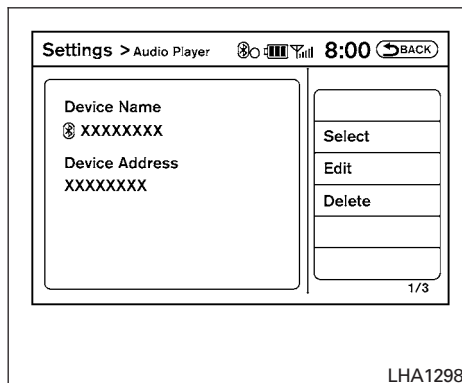 Settings > Audio Player 8:00 BACK
Device Name
XXXXXXXX
Device Address
XXXXXXXX
Select
Edit
Delete
1/3
LHA1298